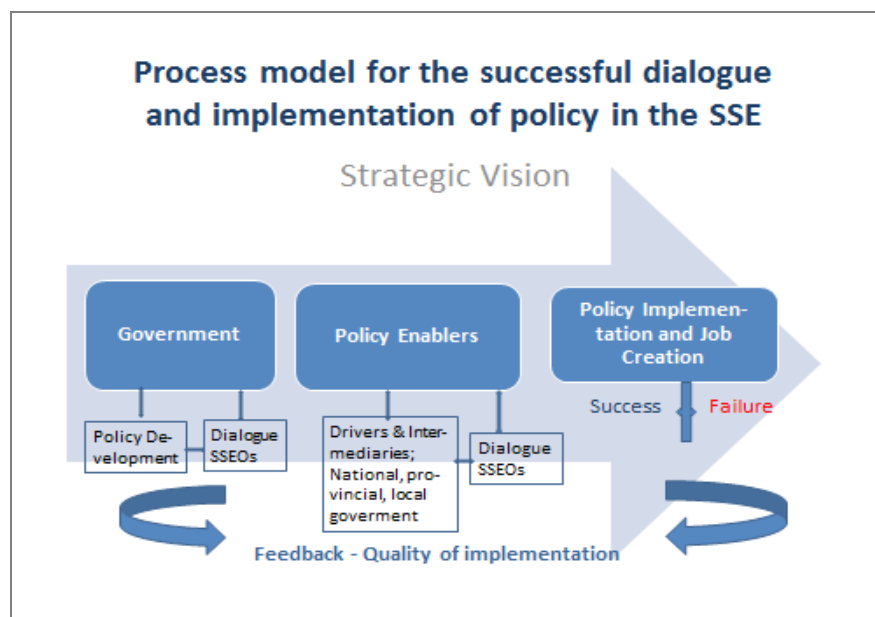 Process model for the successful dialogue
and implementation of policy in the SSE
Strategic Vision
Government
Policy Enablers
Policy Implemen-
tation and Job
Creation
Success
Failure
Policy De-
velopment
Dialogue
SSEOs
Drivers & Inter-
mediaries;
National, pro-
vincial, local
goverment
Dialogue
SSEOs
Feedback - Quality of implementation